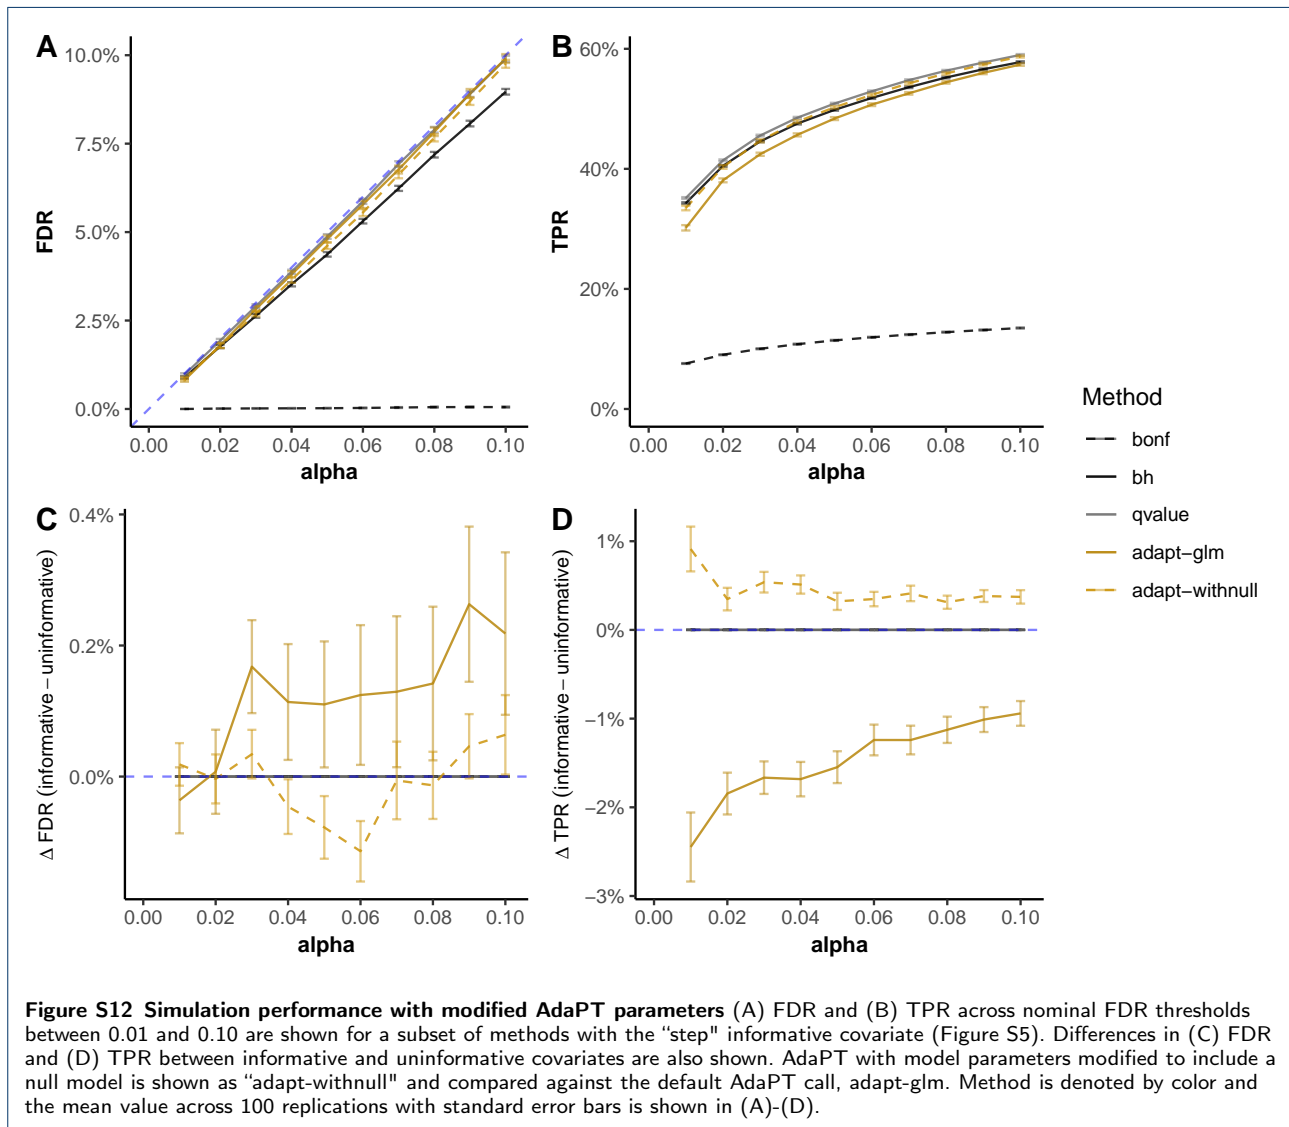 A
10.0%
7.5%
5.0%
2.5%
0.0%
FDR
0.00 0.02 0.04 0.06 0.08 0.10
alpha
B
60%
40%
20%
0%
TPR
0.00 0.02 0.04 0.06 0.08 0.10
alpha
Method
bonf
bh
qvalue
adapt−glm
adapt−withnull
C
0.4%
0.2%
0.0%
Δ FDR (informative − uninformative)
0.00 0.02 0.04 0.06 0.08 0.10
alpha
D
1%
0%
−1%
−2%
−3%
Δ TPR (informative − uninformative)
0.00 0.02 0.04 0.06 0.08 0.10
alpha
Figure S12 Simulation performance with modified AdaPT parameters (A) FDR and (B) TPR across nominal FDR thresholds
between 0.01 and 0.10 are shown for a subset of methods with the “step" informative covariate (Figure S5). Differences in (C) FDR
and (D) TPR between informative and uninformative covariates are also shown. AdaPT with model parameters modified to include a
null model is shown as “adapt-withnull" and compared against the default AdaPT call, adapt-glm. Method is denoted by color and
the mean value across 100 replications with standard error bars is shown in (A)-(D).